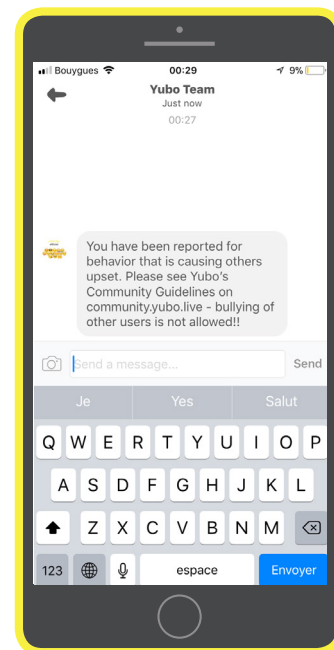 Bouygues 00:29 9%
Yubo Team
Just now
00:27
You have been reported for
behavior that is causing others
upset. Please see Yubo's
Community Guidelines on
community.yubo.live - bullying of
other users is not allowed!!
Send a message... Send
Je Yes Salut
Q W E R T Y U I O P
A S D F G H J K L
Z X C V B N M
123 espace Envoyer